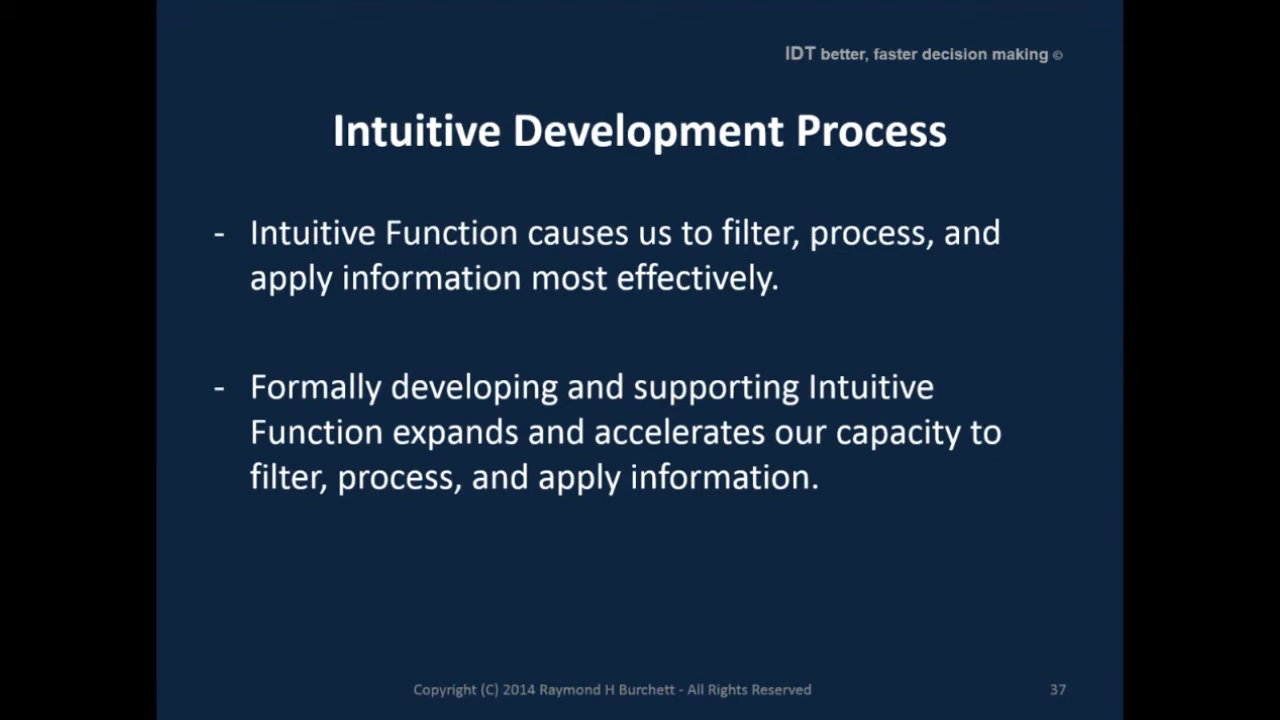 IDT better, faster decision making ©
Intuitive Development Process
- Intuitive Function causes us to filter, process, and
apply information most effectively.
- Formally developing and supporting Intuitive
Function expands and accelerates our capacity to
filter, process, and apply information.
Copyright (C) 2014 Raymond H Burchett - All Rights Reserved
37